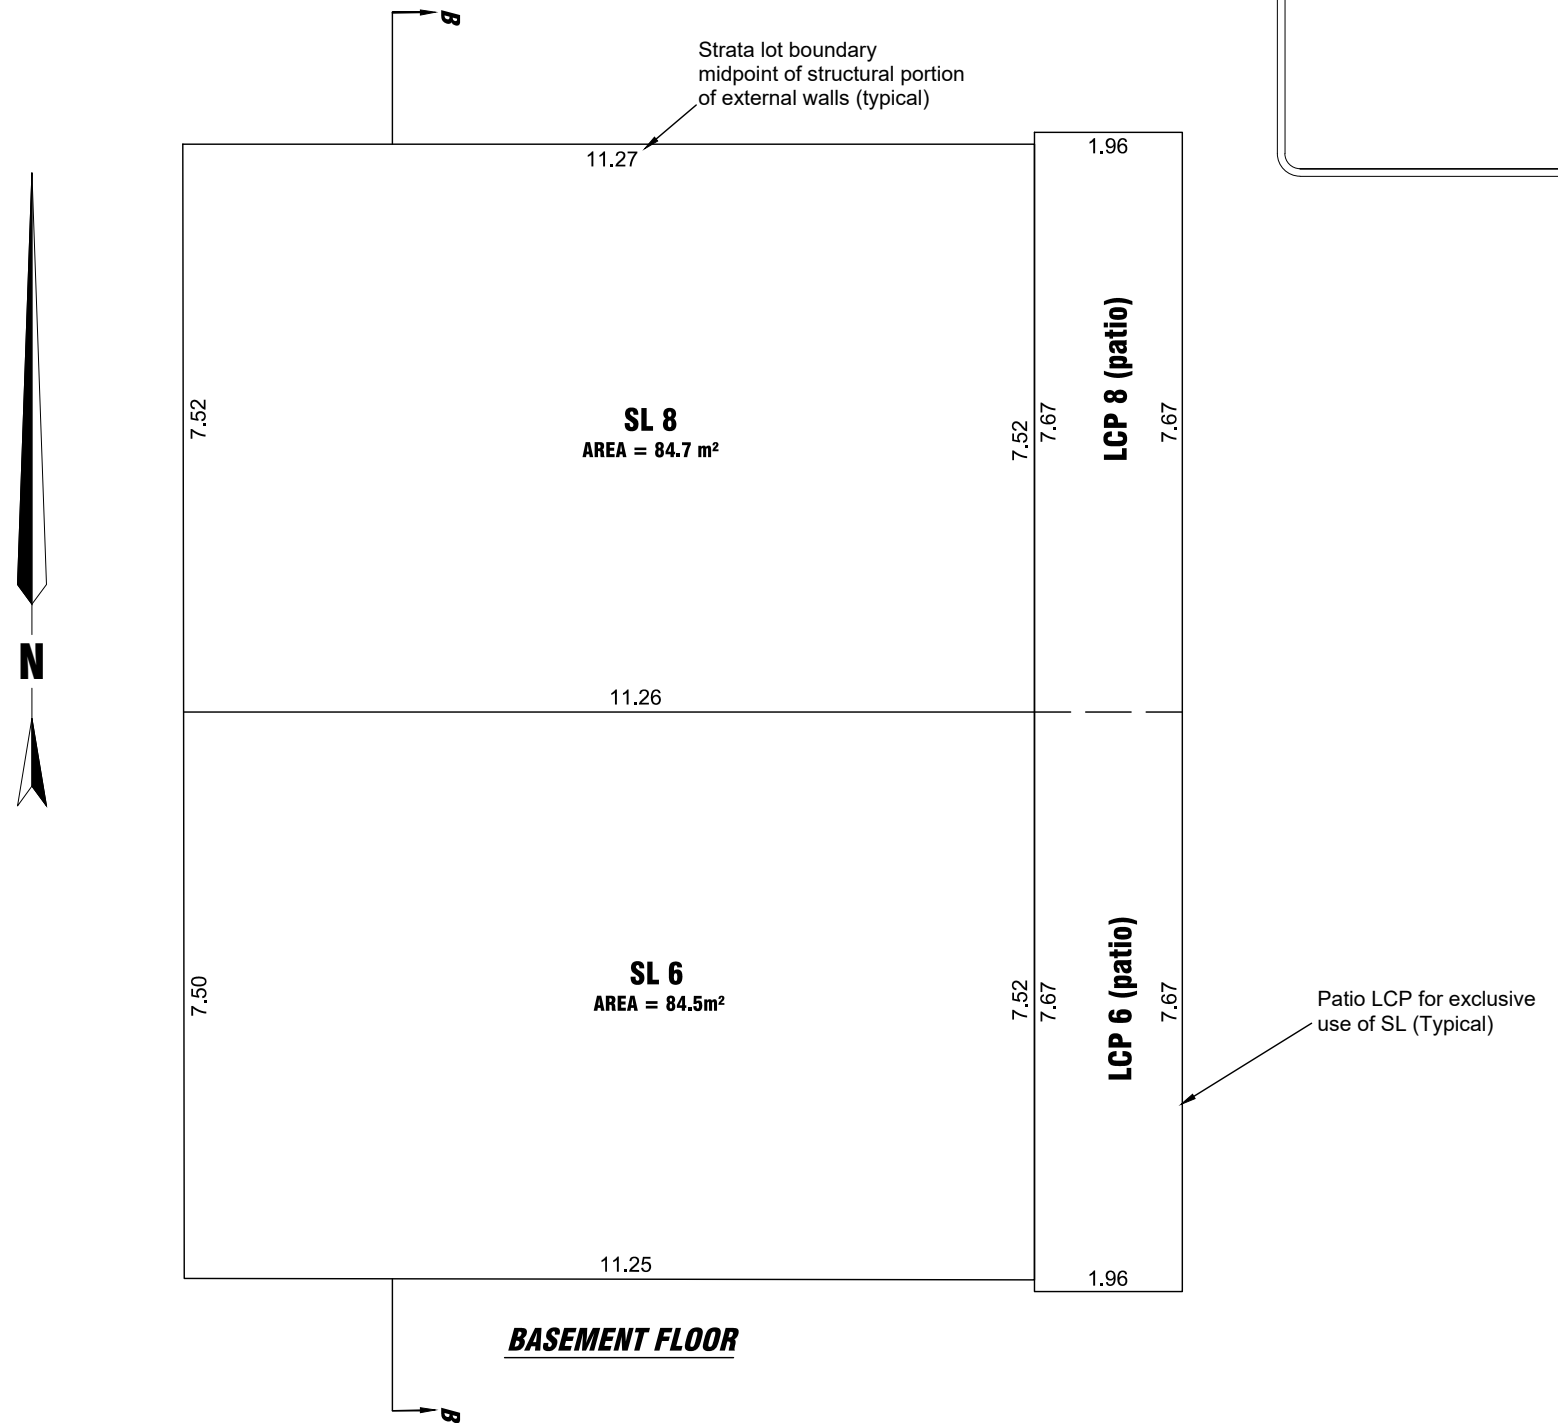 B
Strata lot boundary
midpoint of structural portion
of external walls (typical)
11.27
1.96
7.52
SL 8
AREA = 84.7 m²
7.52
7.67
LCP 8 (patio)
7.67
N
11.26
7.50
SL 6
AREA = 84.5m²
7.52
7.67
LCP 6 (patio)
7.67
Patio LCP for exclusive
use of SL (Typical)
11.25
1.96
BASEMENT FLOOR
B